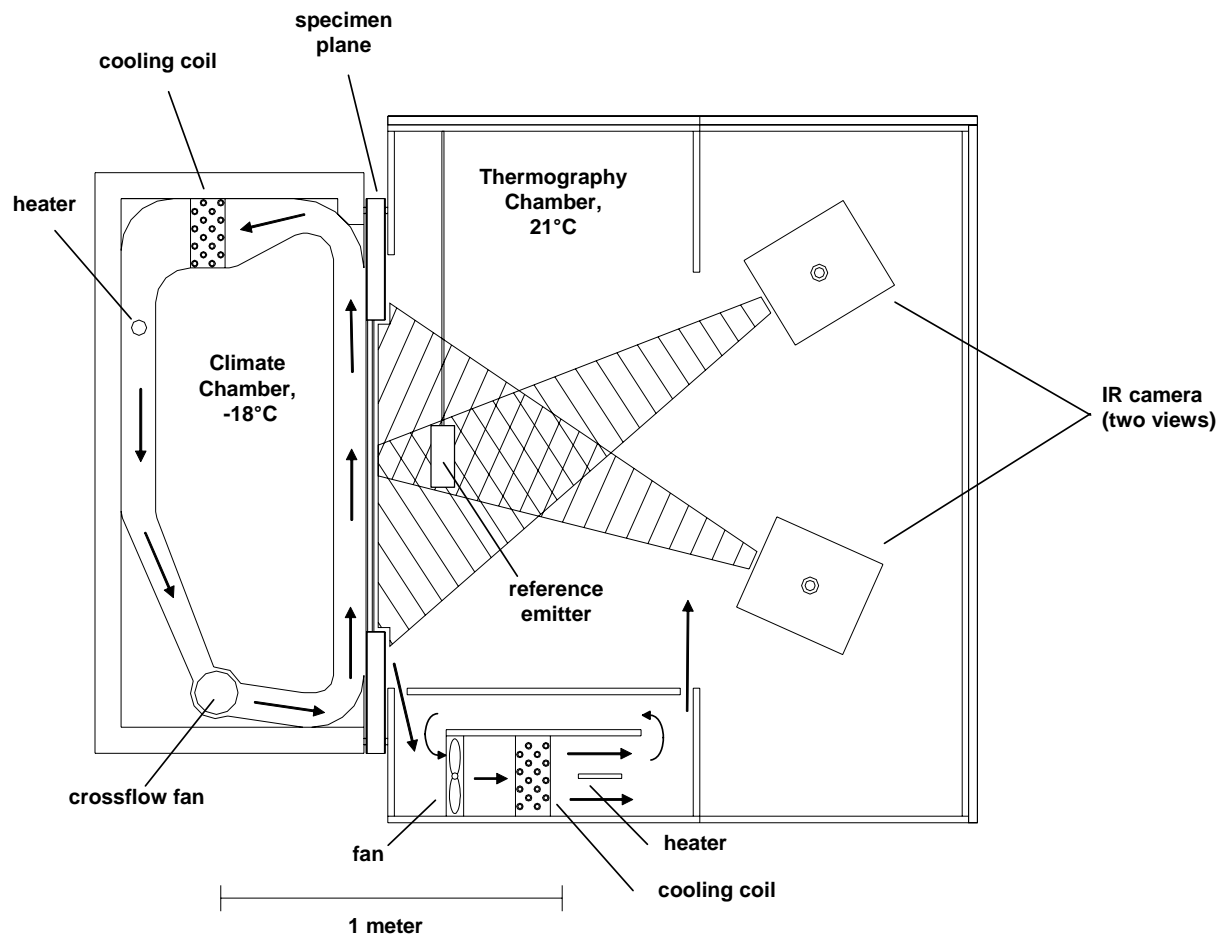 specimen
plane
cooling coil
heater
Thermography
Chamber,
21°C
Climate
Chamber,
-18°C
IR camera
(two views)
reference
emitter
crossflow fan
fan
heater
cooling coil
1 meter